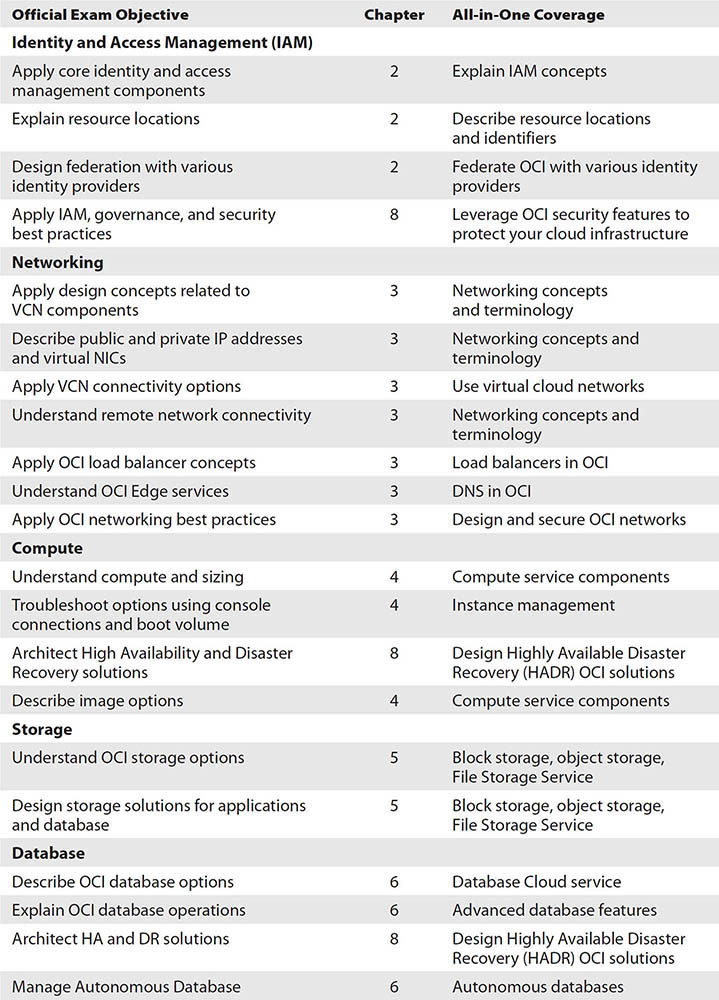 Official Exam Objective Chapter All-in-One Coverage
Identity and Access Management (IAM)
Apply core identity and access management components 2 Explain IAM concepts
Explain resource locations 2 Describe resource locations and identifiers
Design federation with various identity providers 2 Federate OCI with various identity providers
Apply IAM, governance, and security best practices 8 Leverage OCI security features to protect your cloud infrastructure
Networking
Apply design concepts related to VCN components 3 Networking concepts and terminology
Describe public and private IP addresses and virtual NICs 3 Networking concepts and terminology
Apply VCN connectivity options 3 Use virtual cloud networks
Understand remote network connectivity 3 Networking concepts and terminology
Apply OCI load balancer concepts 3 Load balancers in OCI
Understand OCI Edge services 3 DNS in OCI
Apply OCI networking best practices 3 Design and secure OCI networks
Compute
Understand compute and sizing 4 Compute service components
Troubleshoot options using console connections and boot volume 4 Instance management
Architect High Availability and Disaster Recovery solutions 8 Design Highly Available Disaster Recovery (HADR) OCI solutions
Describe image options 4 Compute service components
Storage
Understand OCI storage options 5 Block storage, object storage, File Storage Service
Design storage solutions for applications and database 5 Block storage, object storage, File Storage Service
Database
Describe OCI database options 6 Database Cloud service
Explain OCI database operations 6 Advanced database features
Architect HA and DR solutions 8 Design Highly Available Disaster Recovery (HADR) OCI solutions
Manage Autonomous Database 6 Autonomous databases